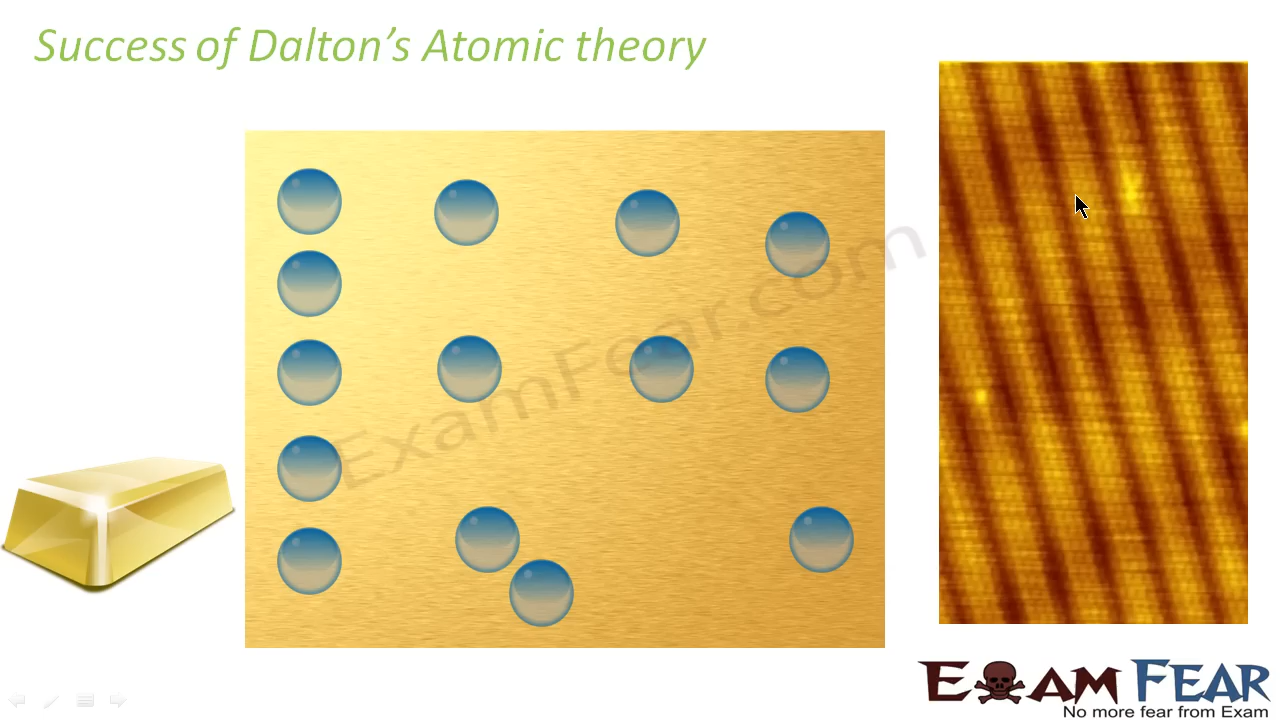 Success of Dalton’s Atomic theory
ExamFear.com
EXAM FEAR
No more fear from Exam